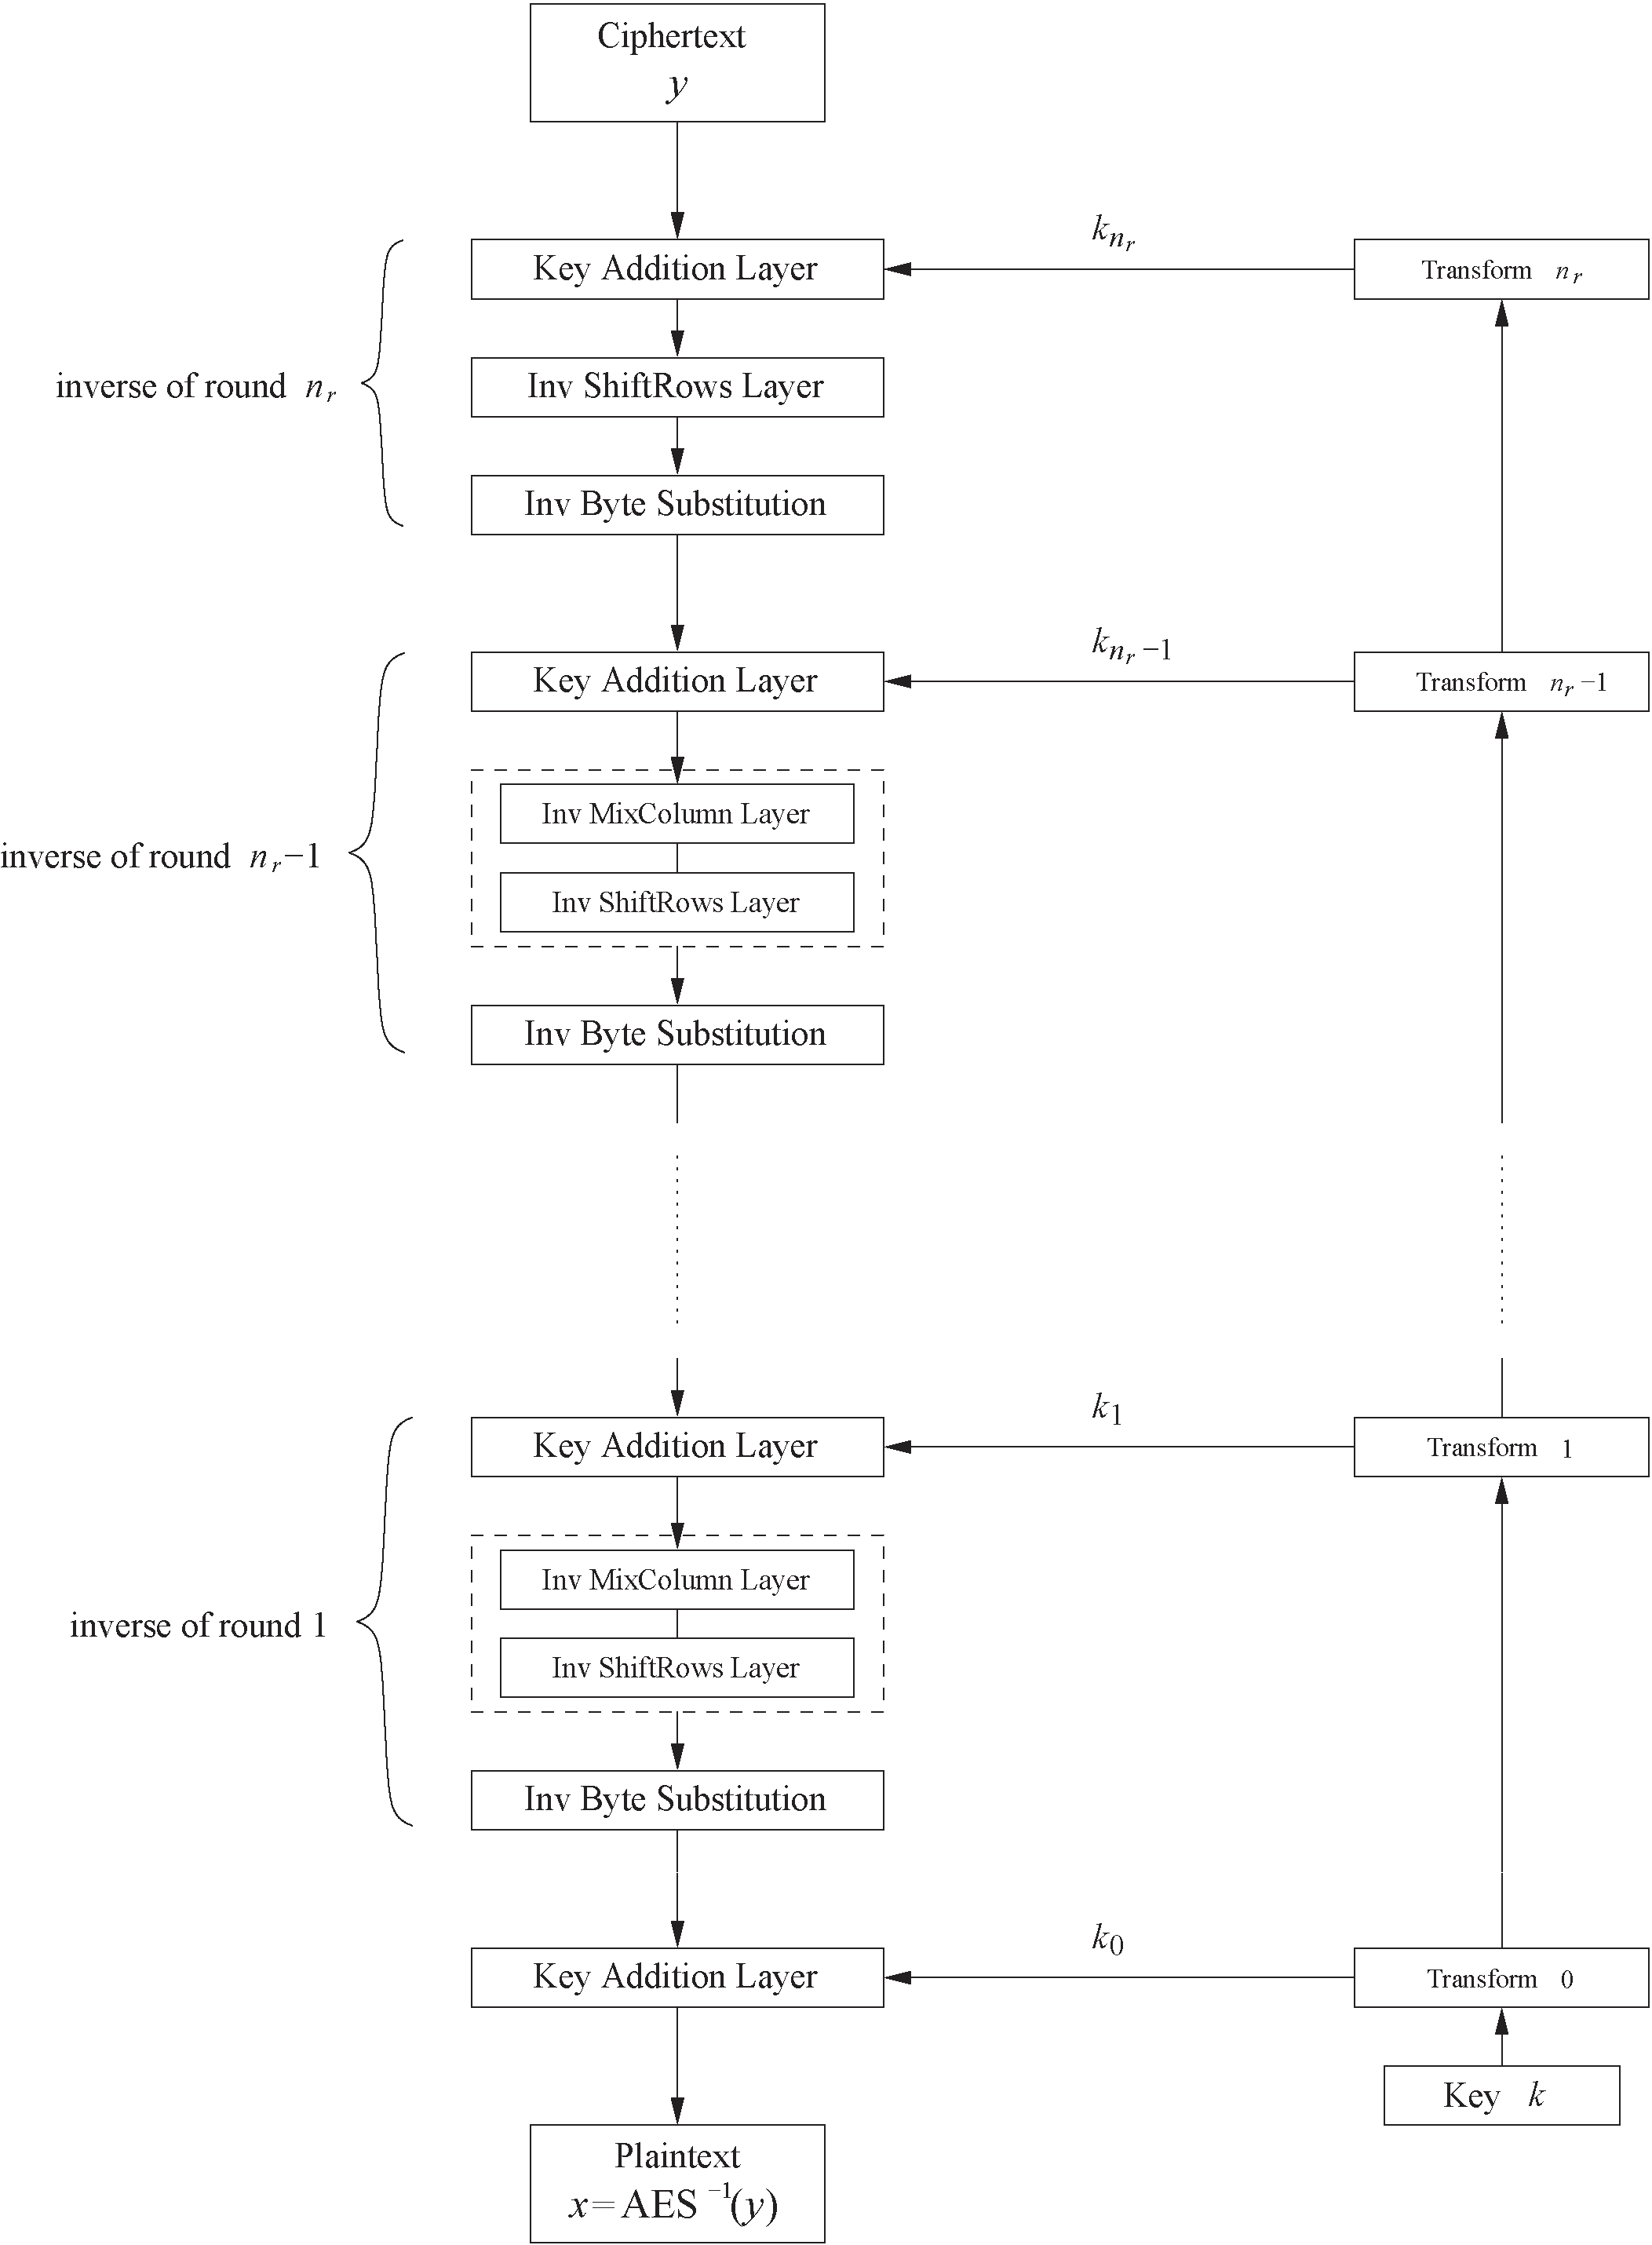 Ciphertext
y
k_{n_r}
Key Addition Layer
Transform n_r
inverse of round n_r
Inv ShiftRows Layer
Inv Byte Substitution
k_{n_r−1}
Key Addition Layer
Transform n_r−1
inverse of round n_r−1
Inv MixColumn Layer
Inv ShiftRows Layer
Inv Byte Substitution
k_1
Key Addition Layer
Transform 1
inverse of round 1
Inv MixColumn Layer
Inv ShiftRows Layer
Inv Byte Substitution
k_0
Key Addition Layer
Transform 0
Key k
Plaintext
x=AES^{−1}(y)